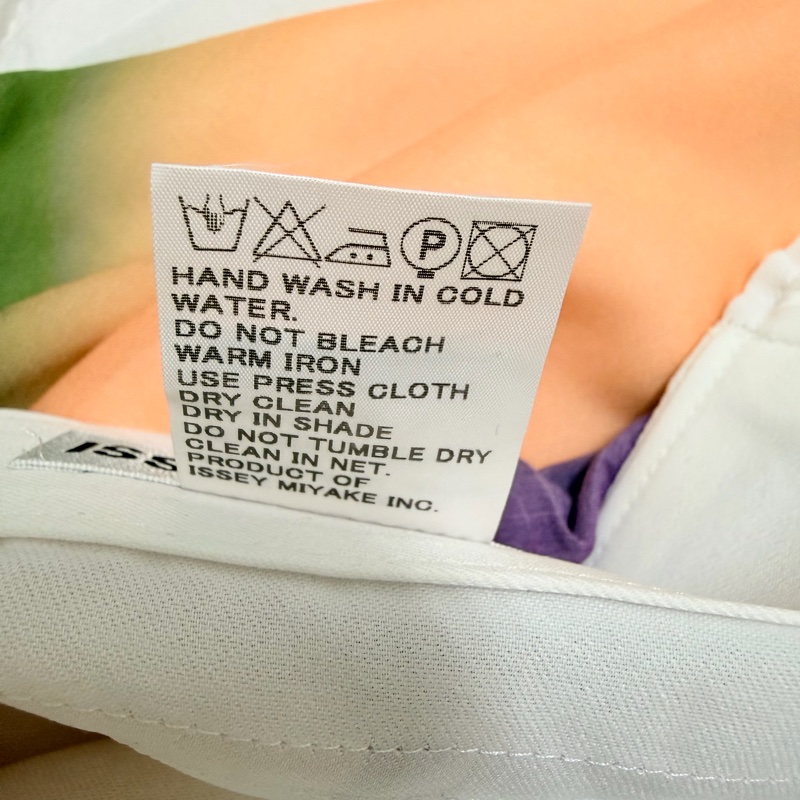 P
HAND WASH IN COLD
WATER.
DO NOT BLEACH
WARM IRON
USE PRESS CLOTH
DRY CLEAN
DRY IN SHADE
DO NOT TUMBLE DRY
CLEAN IN NET.
PRODUCT OF
ISSEY MIYAKE INC.
ISS